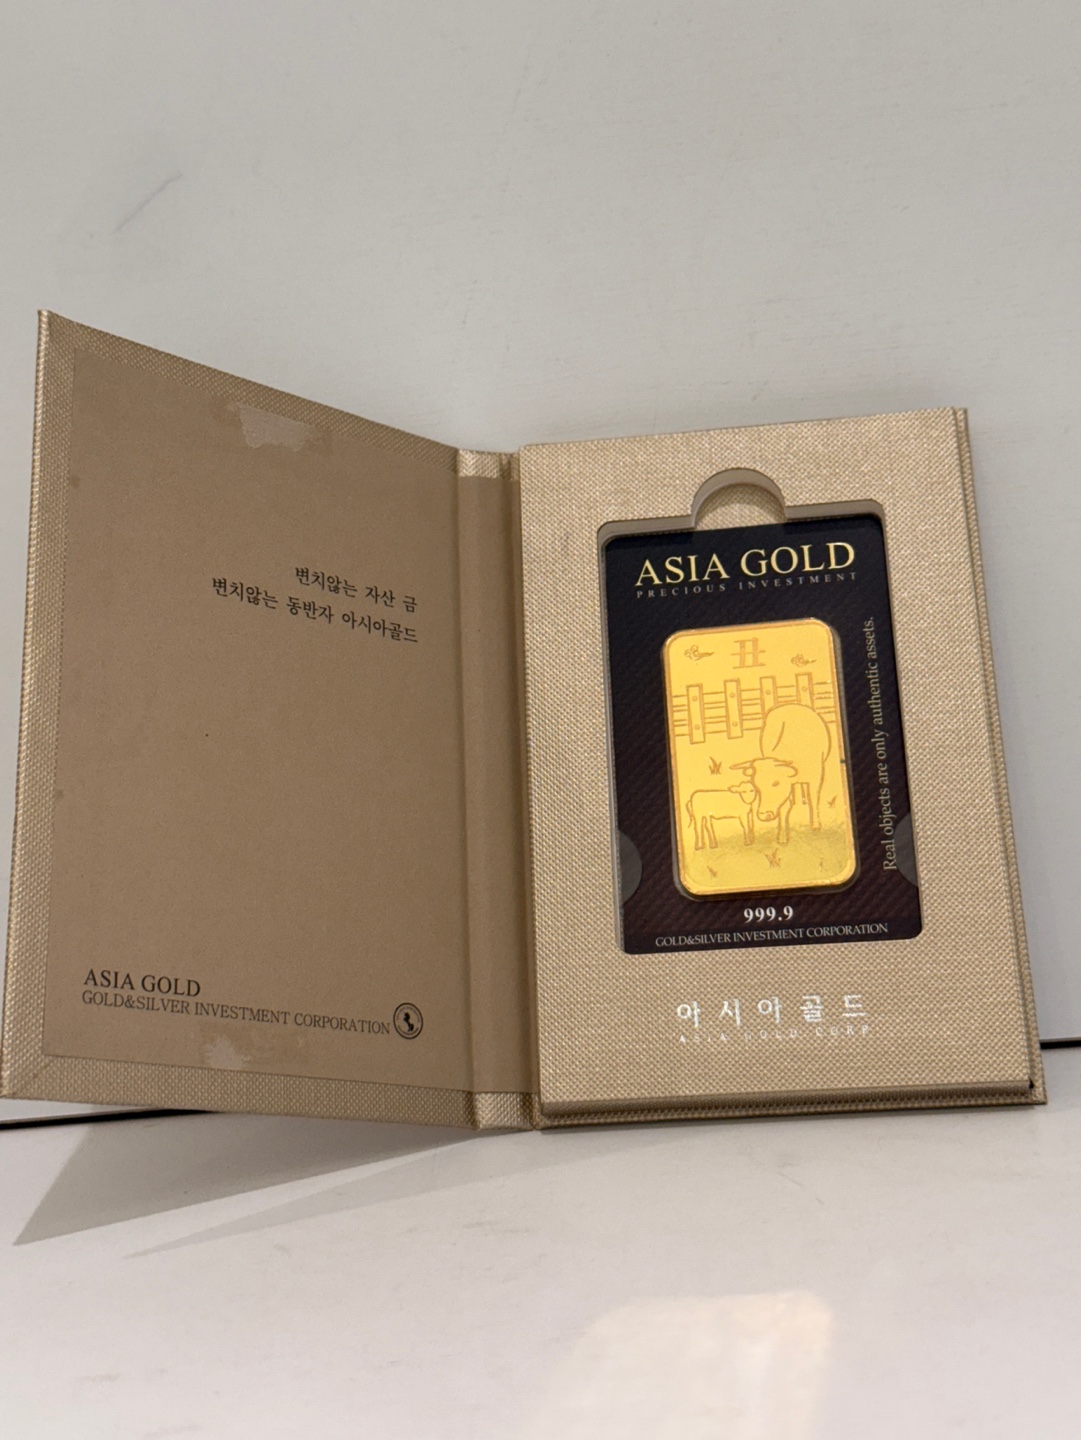 변치않는 자산 금
변치않는 동반자 아시아골드
ASIA GOLD
GOLD&SILVER INVESTMENT CORPORATION
ASIA GOLD
PRECIOUS INVESTMENT
丑
Real objects are only authentic assets.
999.9
GOLD&SILVER INVESTMENT CORPORATION
아시아골드
ASIA GOLD CORP